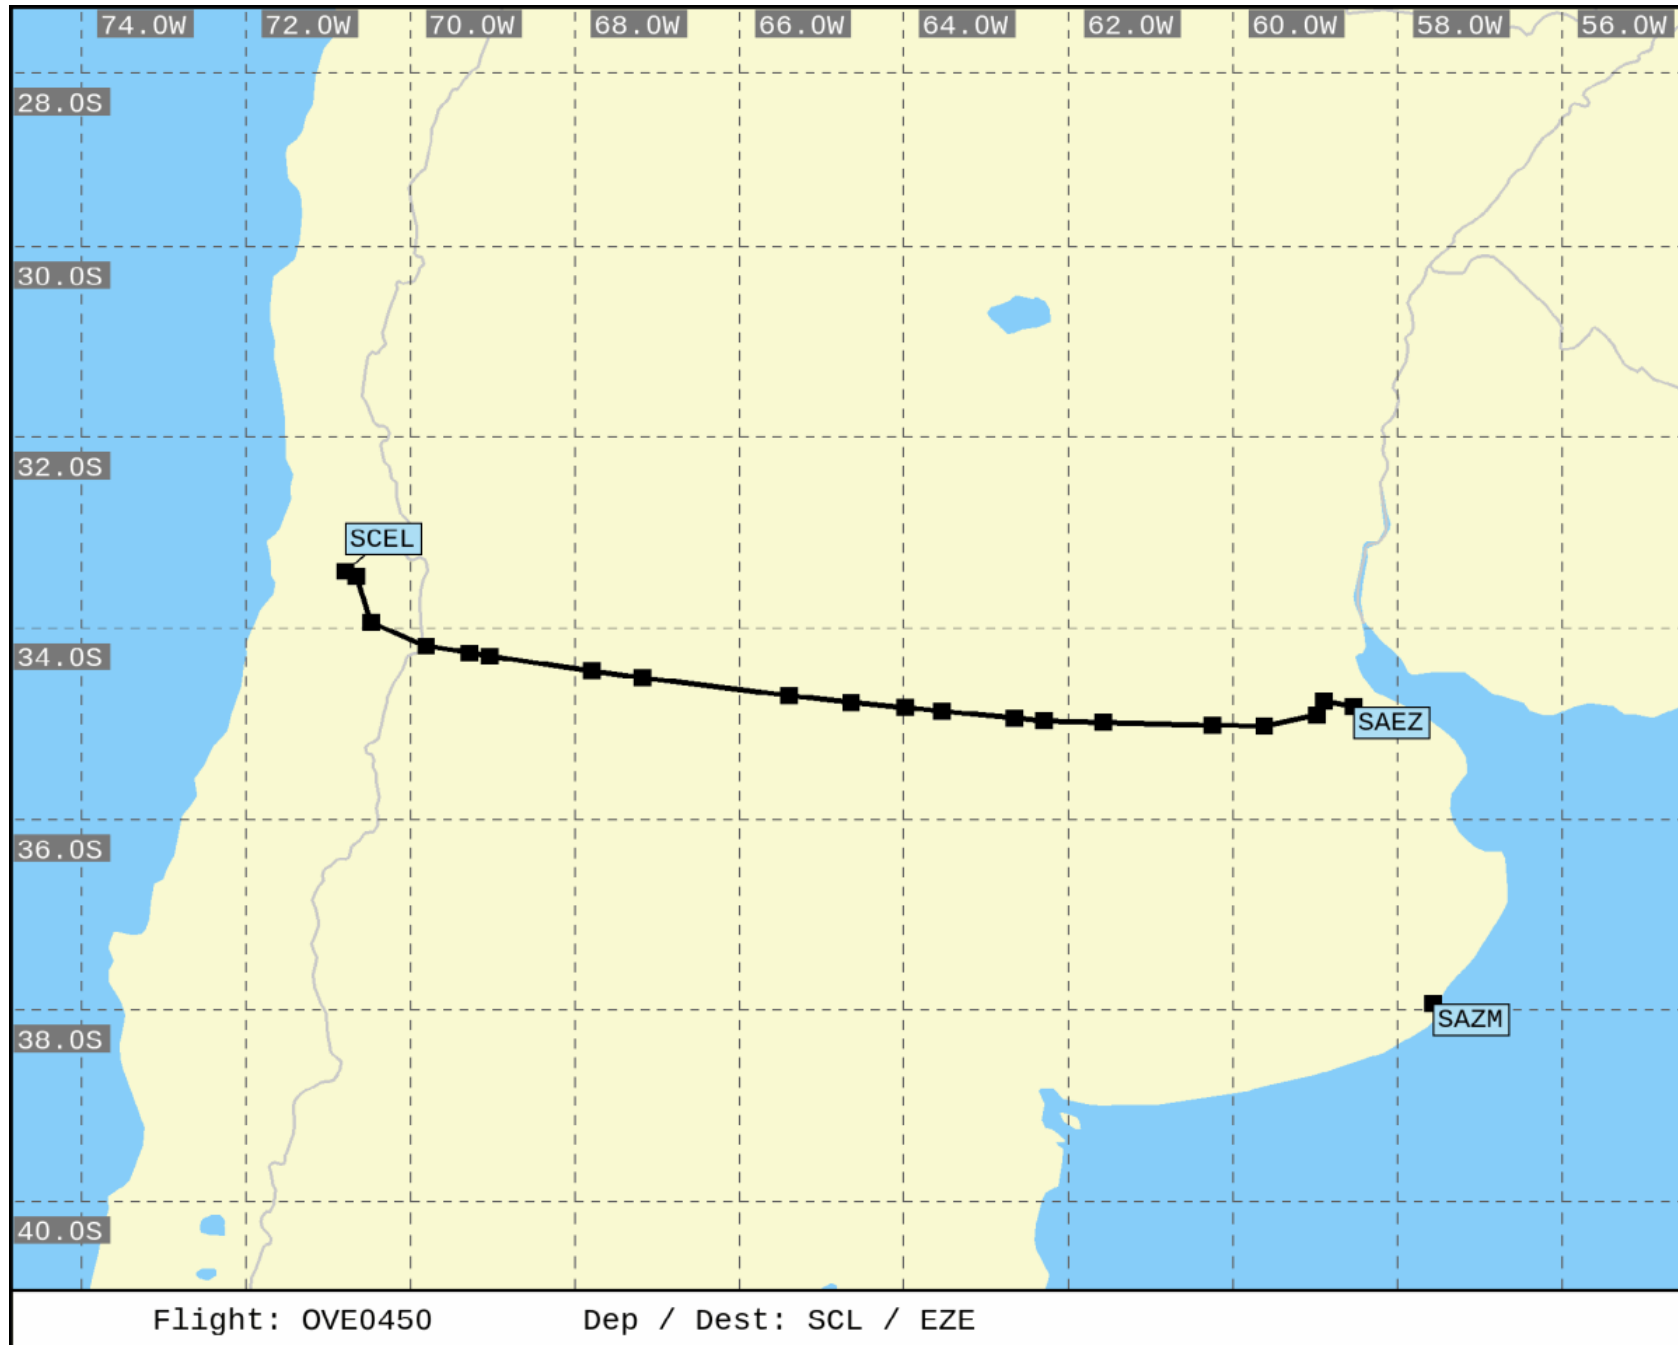 74.0W 72.0W 70.0W 68.0W 66.0W 64.0W 62.0W 60.0W 58.0W 56.0W
28.0S
30.0S
32.0S
SCEL
34.0S
SAEZ
36.0S
SAZM
38.0S
40.0S
Flight: OVE0450 Dep / Dest: SCL / EZE